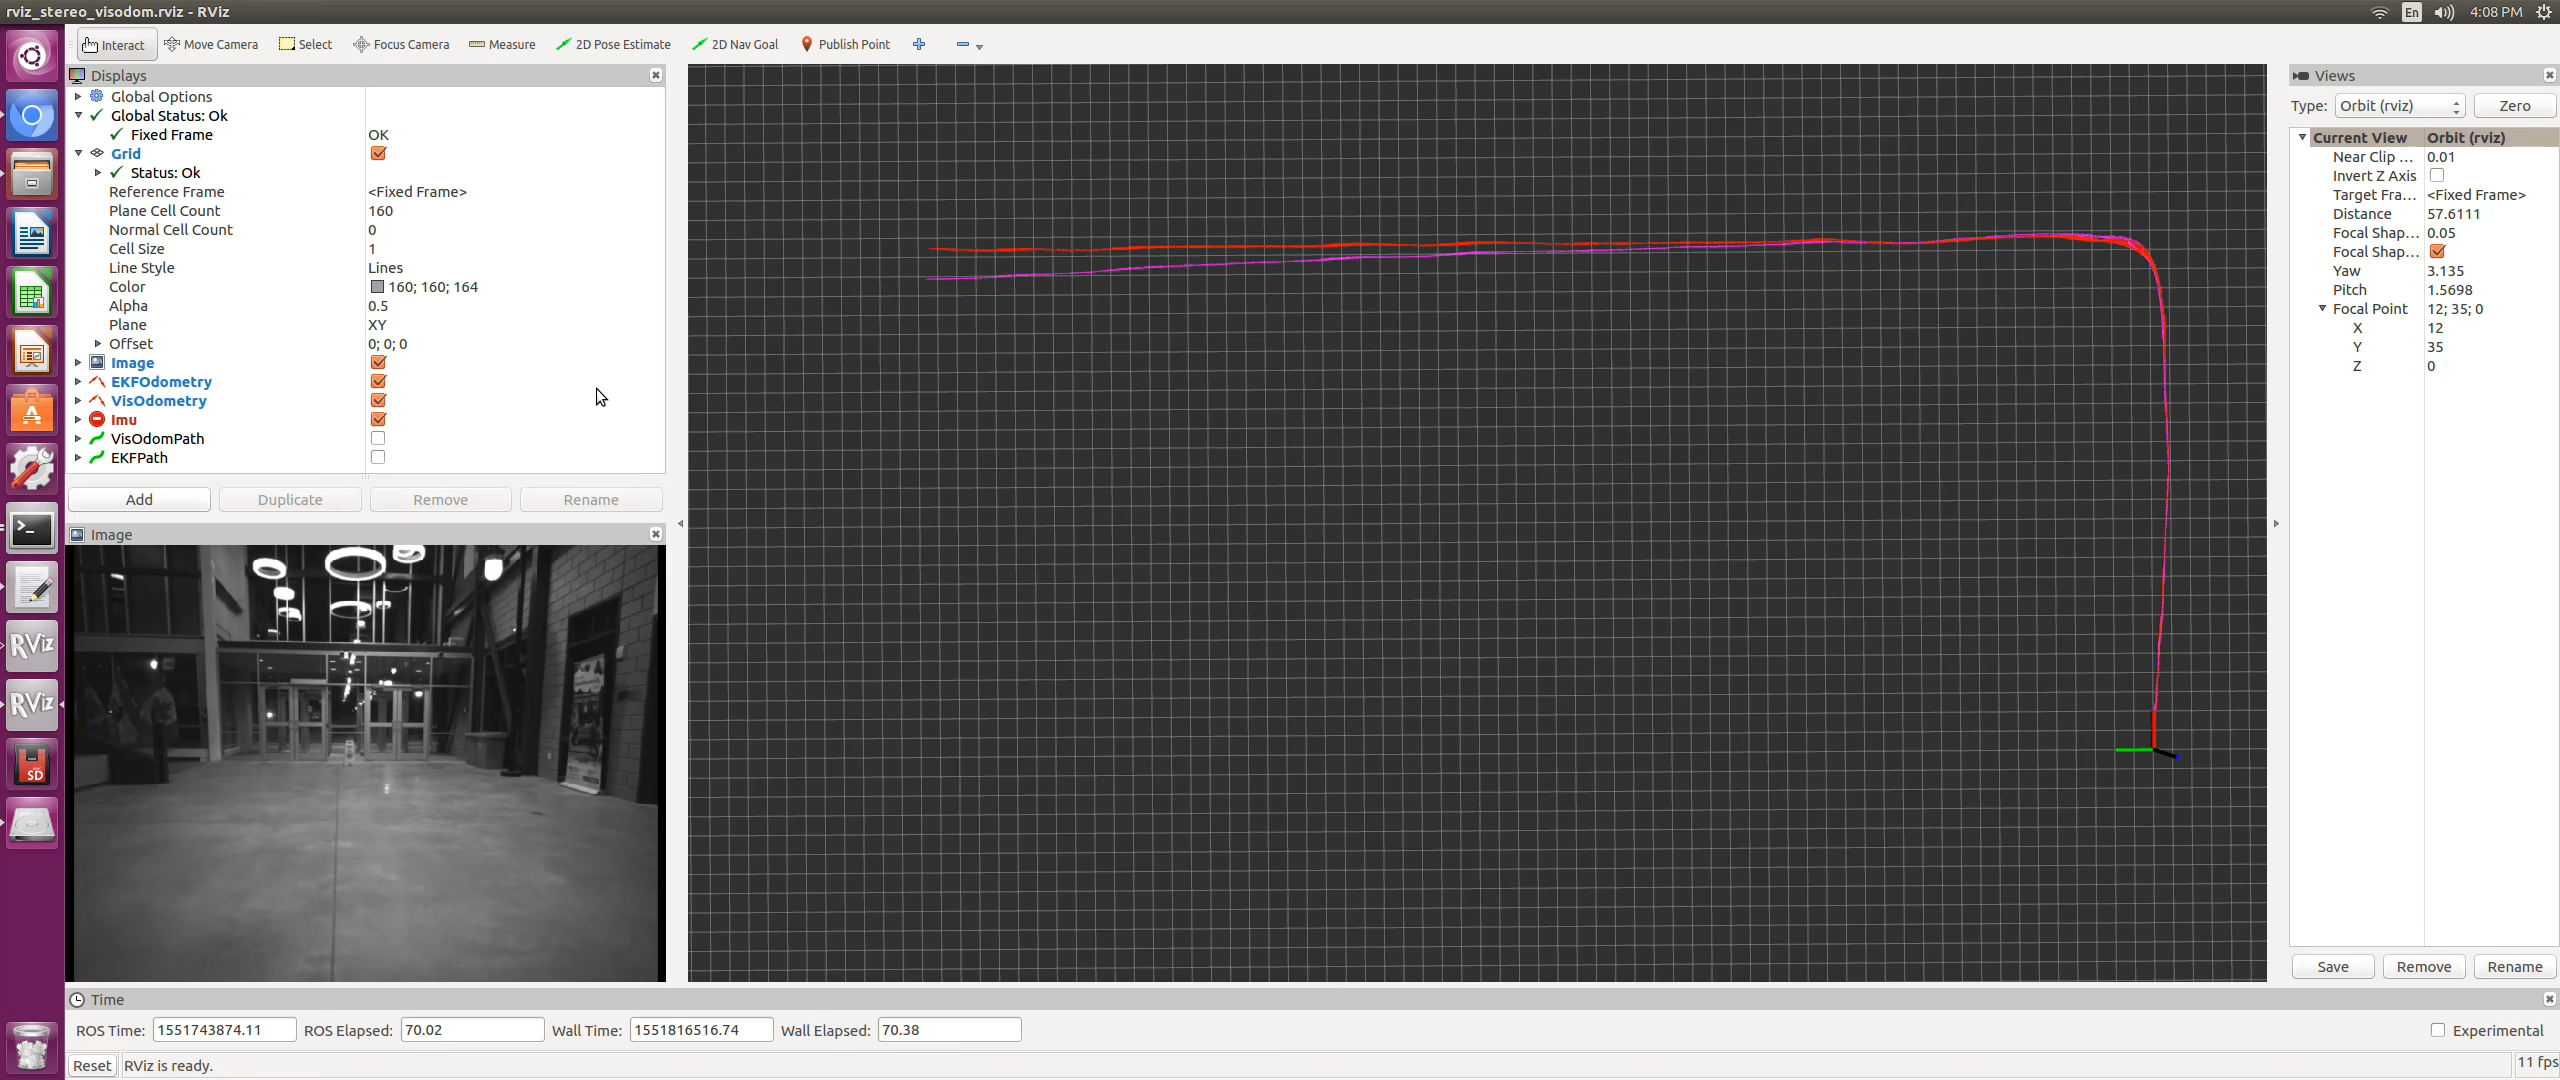 rviz_stereo_visodom.rviz - RViz
En 4:08 PM
Interact Move Camera Select Focus Camera Measure 2D Pose Estimate 2D Nav Goal Publish Point
Displays
Global Options
Global Status: Ok
Fixed Frame OK
Grid
Status: Ok
Reference Frame <Fixed Frame>
Plane Cell Count 160
Normal Cell Count 0
Cell Size 1
Line Style Lines
Color 160; 160; 164
Alpha 0.5
Plane XY
Offset 0; 0; 0
Image
EKFOdometry
VisOdometry
Imu
VisOdomPath
EKFPath
Add Duplicate Remove Rename
Image
Views
Type: Orbit (rviz) Zero
Current View Orbit (rviz)
Near Clip ... 0.01
Invert Z Axis
Target Fra... <Fixed Frame>
Distance 57.6111
Focal Shap... 0.05
Focal Shap...
Yaw 3.135
Pitch 1.5698
Focal Point 12; 35; 0
X 12
Y 35
Z 0
Save Remove Rename
RViz
RViz
SD
Time
ROS Time: 1551743874.11 ROS Elapsed: 70.02 Wall Time: 1551816516.74 Wall Elapsed: 70.38 Experimental
Reset RViz is ready. 11 fps